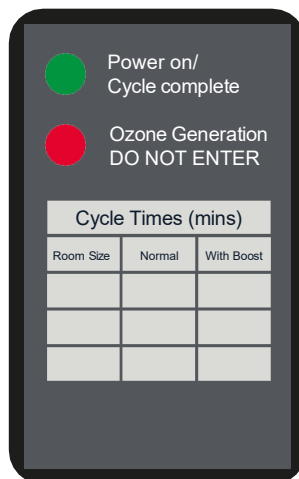 Power on/
Cycle complete
Ozone Generation
DO NOT ENTER
Cycle Times (mins)
Room Size Normal With Boost